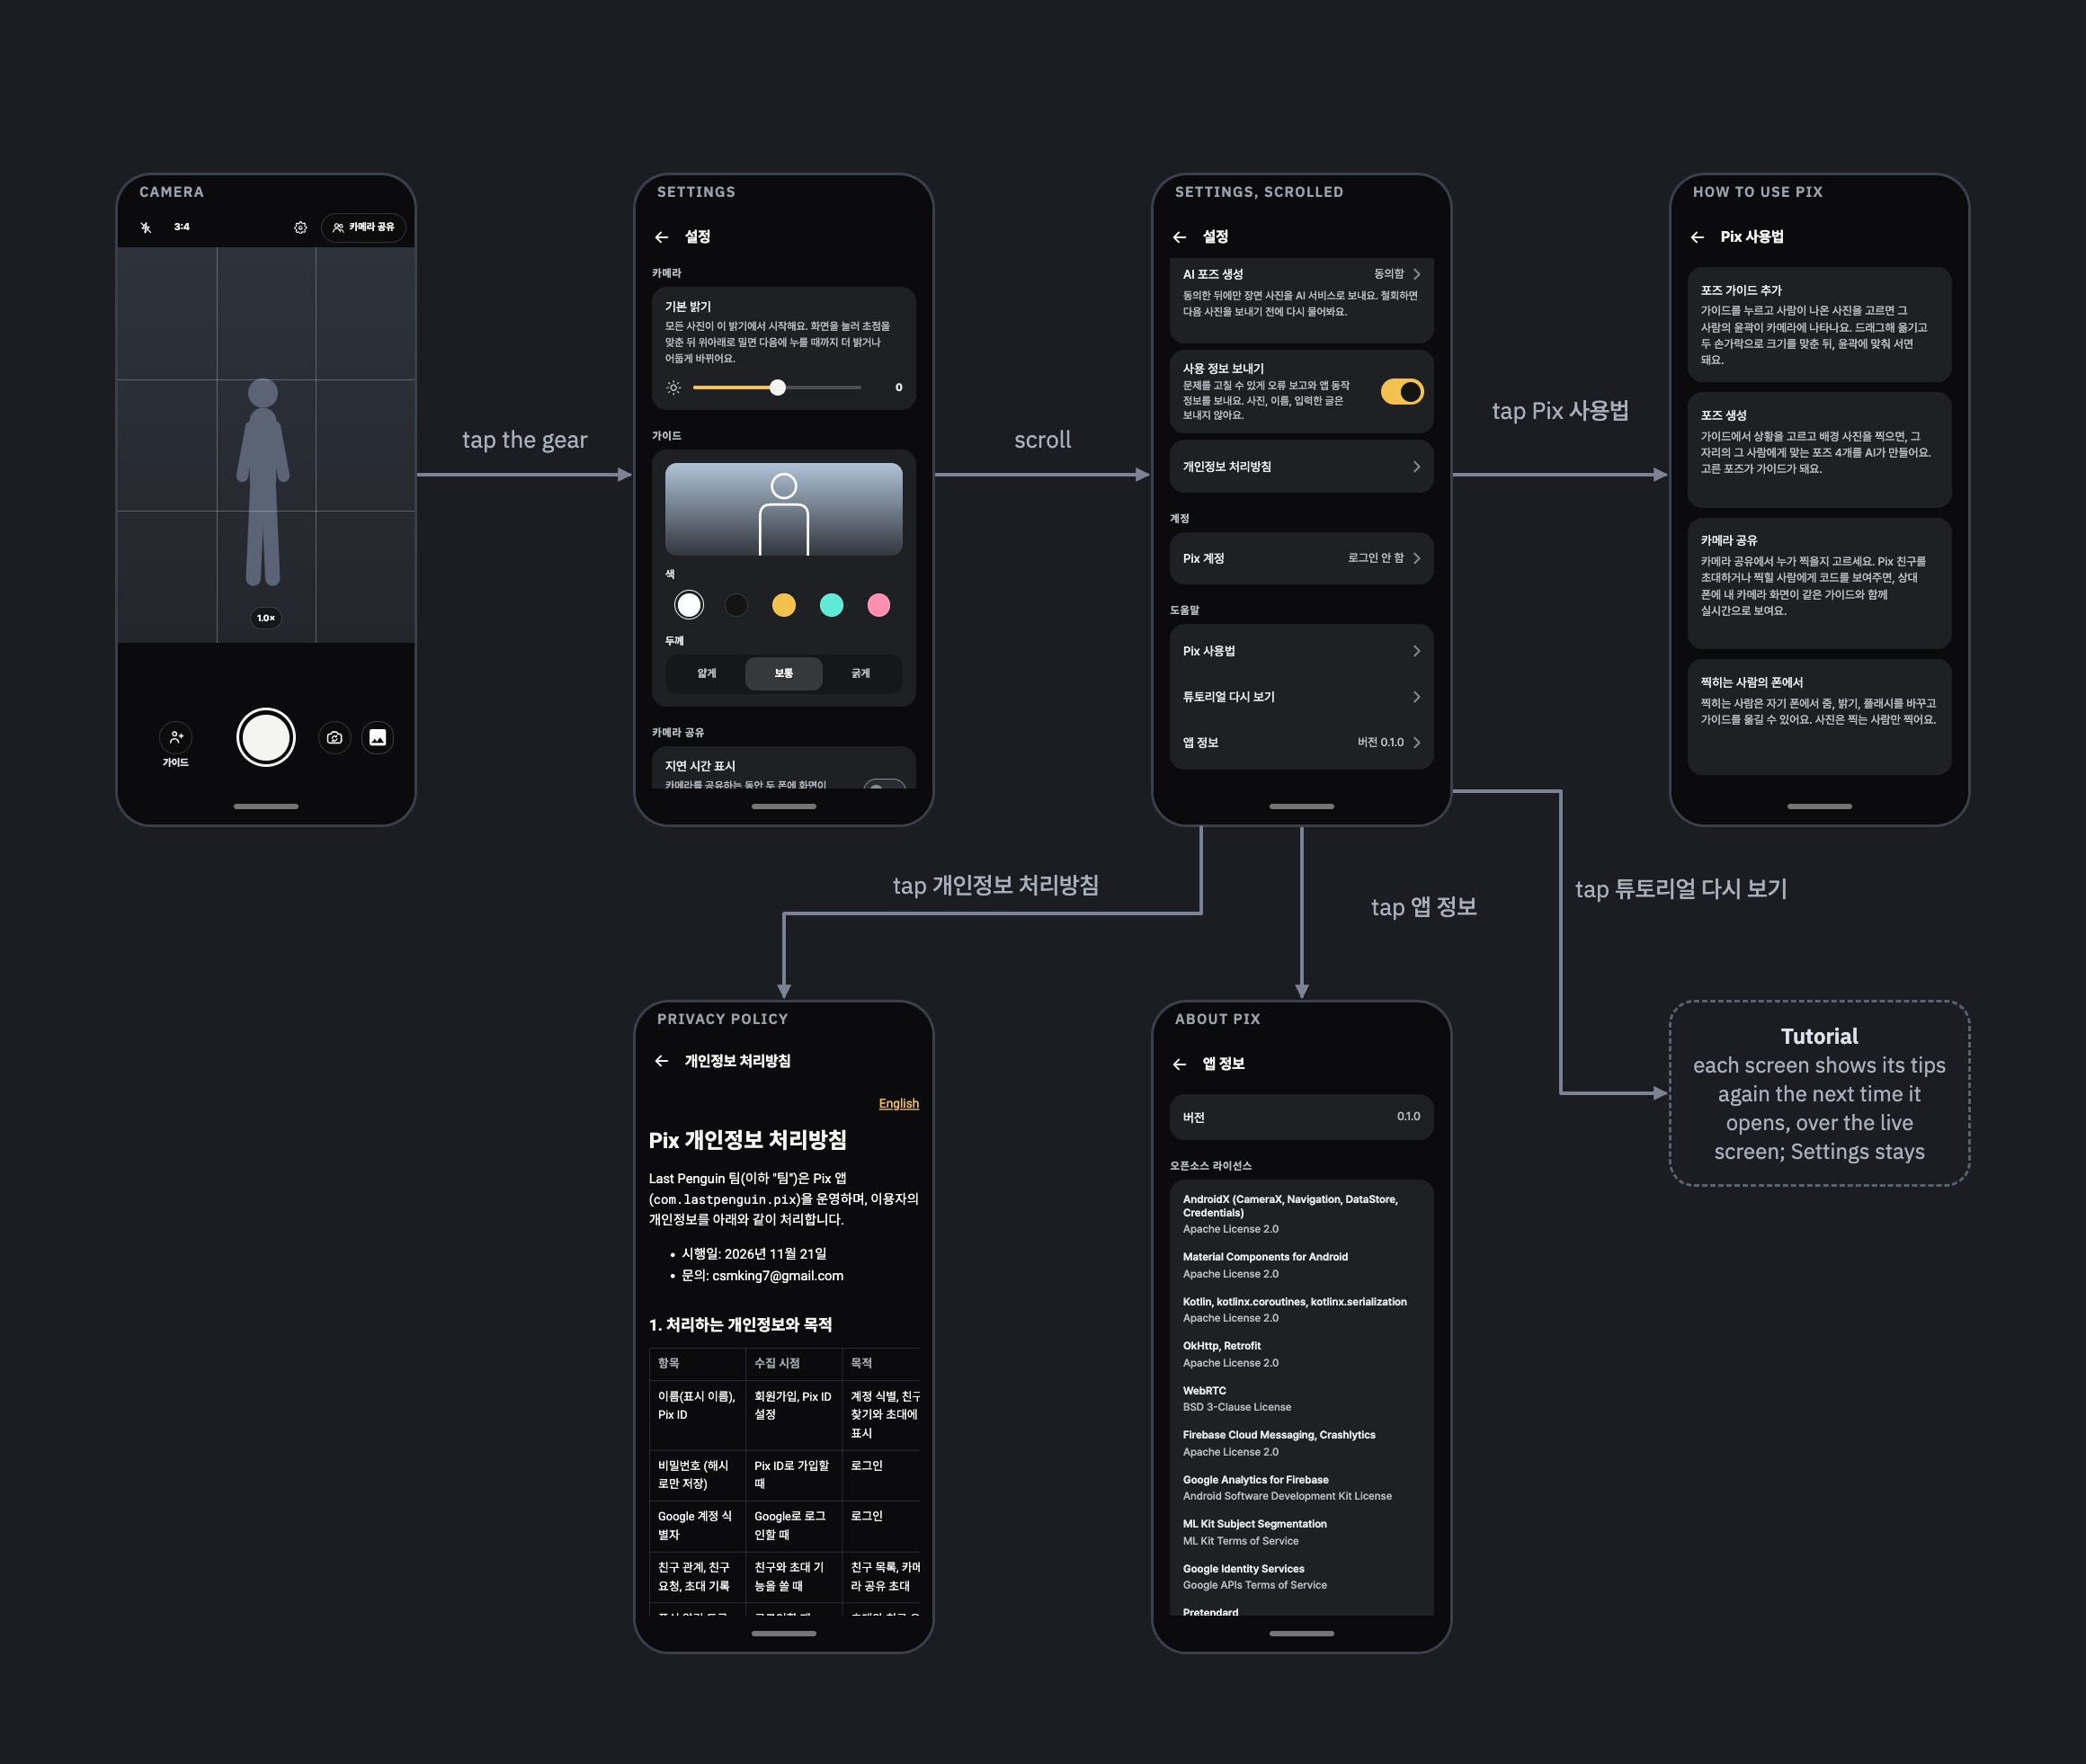 CAMERA
3:4
카메라 공유
1.0×
가이드
tap the gear
SETTINGS
설정
카메라
기본 밝기
모든 사진이 이 밝기에서 시작해요. 화면을 눌러 초점을
맞춘 뒤 위아래로 밀면 다음에 누를 때까지 더 밝거나
어둡게 바뀌어요.
0
가이드
색
두께
얇게
보통
굵게
카메라 공유
지연 시간 표시
카메라를 공유하는 동안 두 폰에 화면이
scroll
SETTINGS, SCROLLED
설정
AI 포즈 생성
동의함
동의한 뒤에만 장면 사진을 AI 서비스로 보내요. 철회하면
다음 사진을 보내기 전에 다시 물어봐요.
사용 정보 보내기
문제를 고칠 수 있게 오류 보고와 앱 동작
정보를 보내요. 사진, 이름, 입력한 글은
보내지 않아요.
개인정보 처리방침
계정
Pix 계정
로그인 안 함
도움말
Pix 사용법
튜토리얼 다시 보기
앱 정보
버전 0.1.0
tap Pix 사용법
HOW TO USE PIX
Pix 사용법
포즈 가이드 추가
가이드를 누르고 사람이 나온 사진을 고르면 그
사람의 윤곽이 카메라에 나타나요. 드래그해 옮기고
두 손가락으로 크기를 맞춘 뒤, 윤곽에 맞춰 서면
돼요.
포즈 생성
가이드에서 상황을 고르고 배경 사진을 찍으면, 그
자리의 그 사람에게 맞는 포즈 4개를 AI가 만들어요.
고른 포즈가 가이드가 돼요.
카메라 공유
카메라 공유에서 누가 찍을지 고르세요. Pix 친구를
초대하거나 찍힐 사람에게 코드를 보여주면, 상대
폰에 내 카메라 화면이 같은 가이드와 함께
실시간으로 보여요.
찍히는 사람의 폰에서
찍히는 사람은 자기 폰에서 줌, 밝기, 플래시를 바꾸고
가이드를 옮길 수 있어요. 사진은 찍는 사람만 찍어요.
tap 개인정보 처리방침
tap 앱 정보
tap 튜토리얼 다시 보기
PRIVACY POLICY
개인정보 처리방침
English
Pix 개인정보 처리방침
Last Penguin 팀(이하 "팀")은 Pix 앱
(com.lastpenguin.pix)을 운영하며, 이용자의
개인정보를 아래와 같이 처리합니다.
• 시행일: 2026년 11월 21일
• 문의: csmking7@gmail.com
1. 처리하는 개인정보와 목적
항목
수집 시점
목적
이름(표시 이름),
Pix ID
회원가입, Pix ID
설정
계정 식별, 친구
찾기와 초대에
표시
비밀번호 (해시
로만 저장)
Pix ID로 가입할
때
로그인
Google 계정 식
별자
Google로 로그
인할 때
로그인
친구 관계, 친구
요청, 초대 기록
친구와 초대 기
능을 쓸 때
친구 목록, 카메
라 공유 초대
ABOUT PIX
앱 정보
버전
0.1.0
오픈소스 라이선스
AndroidX (CameraX, Navigation, DataStore,
Credentials)
Apache License 2.0
Material Components for Android
Apache License 2.0
Kotlin, kotlinx.coroutines, kotlinx.serialization
Apache License 2.0
OkHttp, Retrofit
Apache License 2.0
WebRTC
BSD 3-Clause License
Firebase Cloud Messaging, Crashlytics
Apache License 2.0
Google Analytics for Firebase
Android Software Development Kit License
ML Kit Subject Segmentation
ML Kit Terms of Service
Google Identity Services
Google APIs Terms of Service
Pretendard
Tutorial
each screen shows its tips
again the next time it
opens, over the live
screen; Settings stays